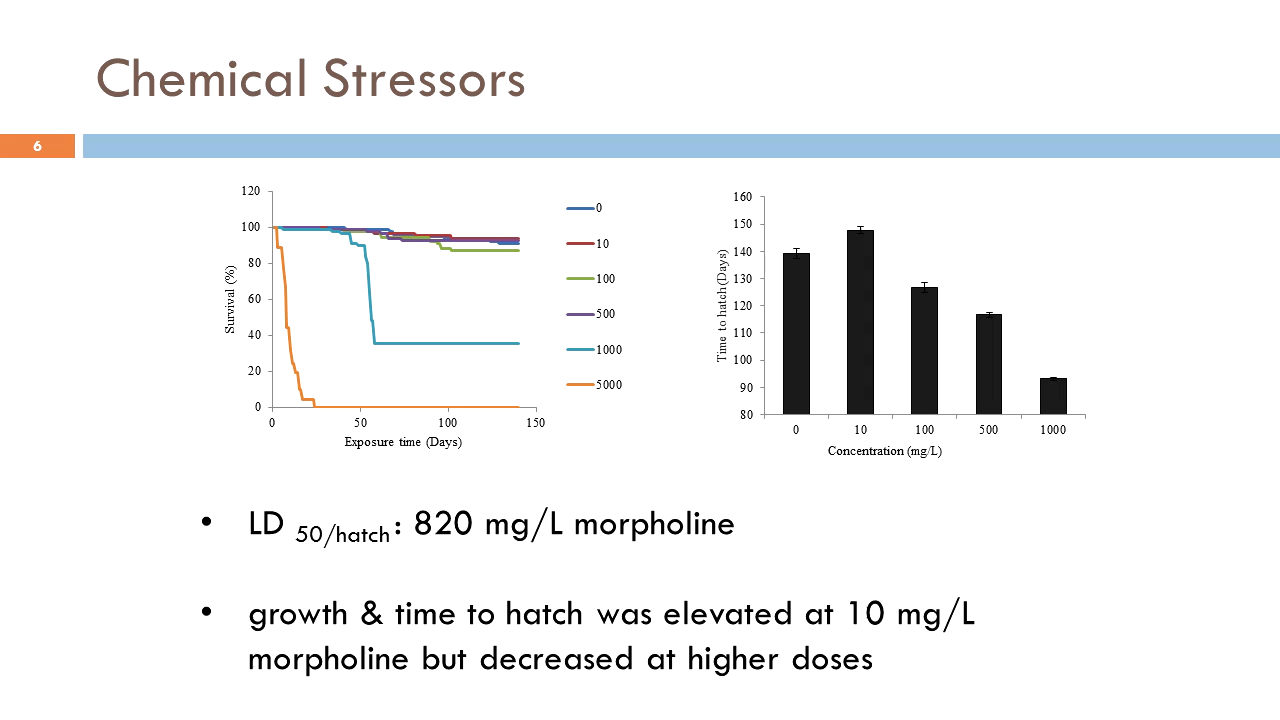 Chemical Stressors
6
120
100
80
60
40
20
0
Survival (%)
0 50 100 150
Exposure time (Days)
0
10
100
500
1000
5000
160
150
140
130
120
110
100
90
80
Time to hatch(Days)
0 10 100 500 1000
Concentration (mg/L)
• LD 50/hatch: 820 mg/L morpholine
• growth & time to hatch was elevated at 10 mg/L
morpholine but decreased at higher doses